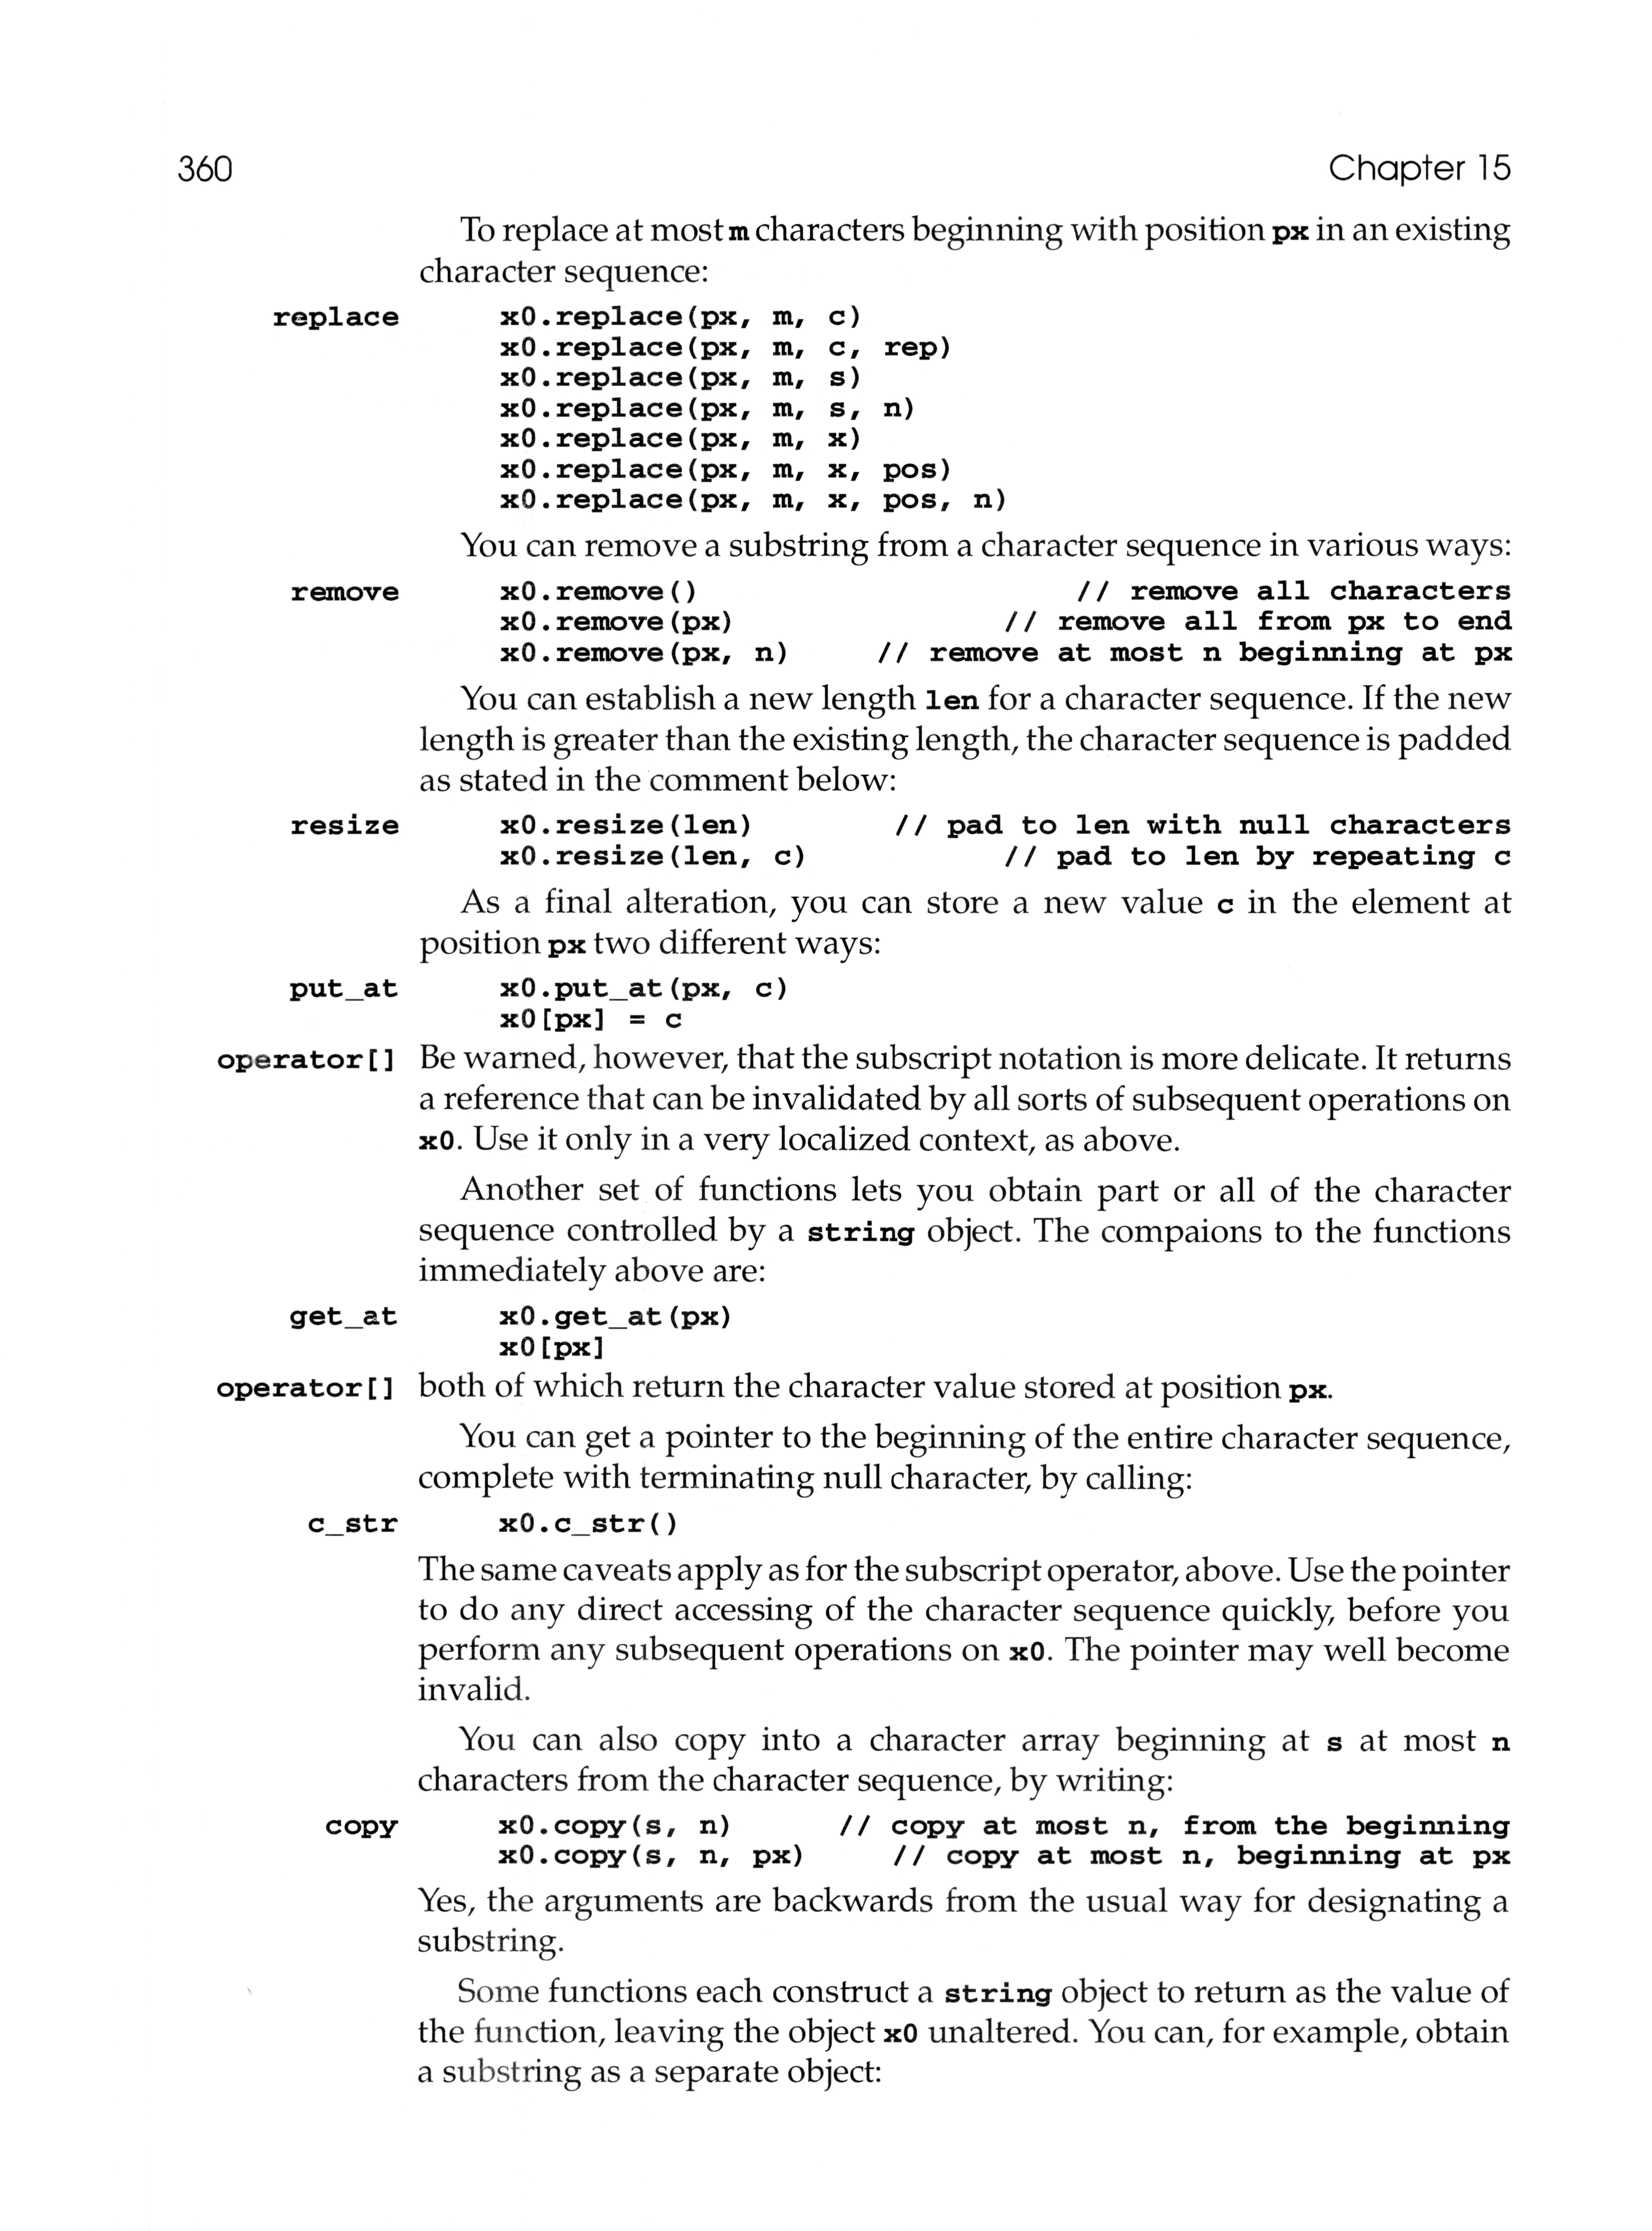 360 Chapter 15
To replace at most m characters beginning with position px in an existing
character sequence:
replace x0.replace(px, m, c)
x0.replace(px, m, c, rep)
x0.replace(px, m, s)
x0.replace(px, m, s, n)
x0.replace(px, m, x)
x0.replace(px, m, x, pos)
x0.replace(px, m, x, pos, n)
You can remove a substring from a character sequence in various ways:
remove x0.remove() // remove all characters
x0.remove(px) // remove all from px to end
x0.remove(px, n) // remove at most n beginning at px
You can establish a new length len for a character sequence. If the new
length is greater than the existing length, the character sequence is padded
as stated in the comment below:
resize x0.resize(len) // pad to len with null characters
x0.resize(len, c) // pad to len by repeating c
As a final alteration, you can store a new value c in the element at
position px two different ways:
put_at x0.put_at(px, c)
x0[px] = c
operator[] Be warned, however, that the subscript notation is more delicate. It returns
a reference that can be invalidated by all sorts of subsequent operations on
x0. Use it only in a very localized context, as above.
Another set of functions lets you obtain part or all of the character
sequence controlled by a string object. The compaions to the functions
immediately above are:
get_at x0.get_at(px)
x0[px]
operator[] both of which return the character value stored at position px.
You can get a pointer to the beginning of the entire character sequence,
complete with terminating null character, by calling:
c_str x0.c_str()
The same caveats apply as for the subscript operator, above. Use the pointer
to do any direct accessing of the character sequence quickly, before you
perform any subsequent operations on x0. The pointer may well become
invalid.
You can also copy into a character array beginning at s at most n
characters from the character sequence, by writing:
copy x0.copy(s, n) // copy at most n, from the beginning
x0.copy(s, n, px) // copy at most n, beginning at px
Yes, the arguments are backwards from the usual way for designating a
substring.
Some functions each construct a string object to return as the value of
the function, leaving the object x0 unaltered. You can, for example, obtain
a substring as a separate object: